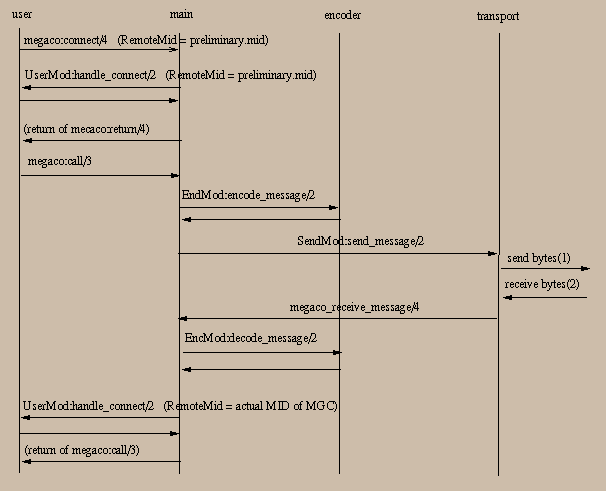 user main encoder transport
megaco:connect/4 (RemoteMid = preliminary.mid)
UserMod:handle_connect/2 (RemoteMid = preliminary.mid)
(return of mecaco:return/4)
megaco:call/3
EndMod:encode_message/2
SendMod:send_message/2
send bytes(1)
receive bytes(2)
megaco_receive_message/4
EncMod:decode_message/2
UserMod:handle_connect/2 (RemoteMid = actual MID of MGC)
(return of megaco:call/3)